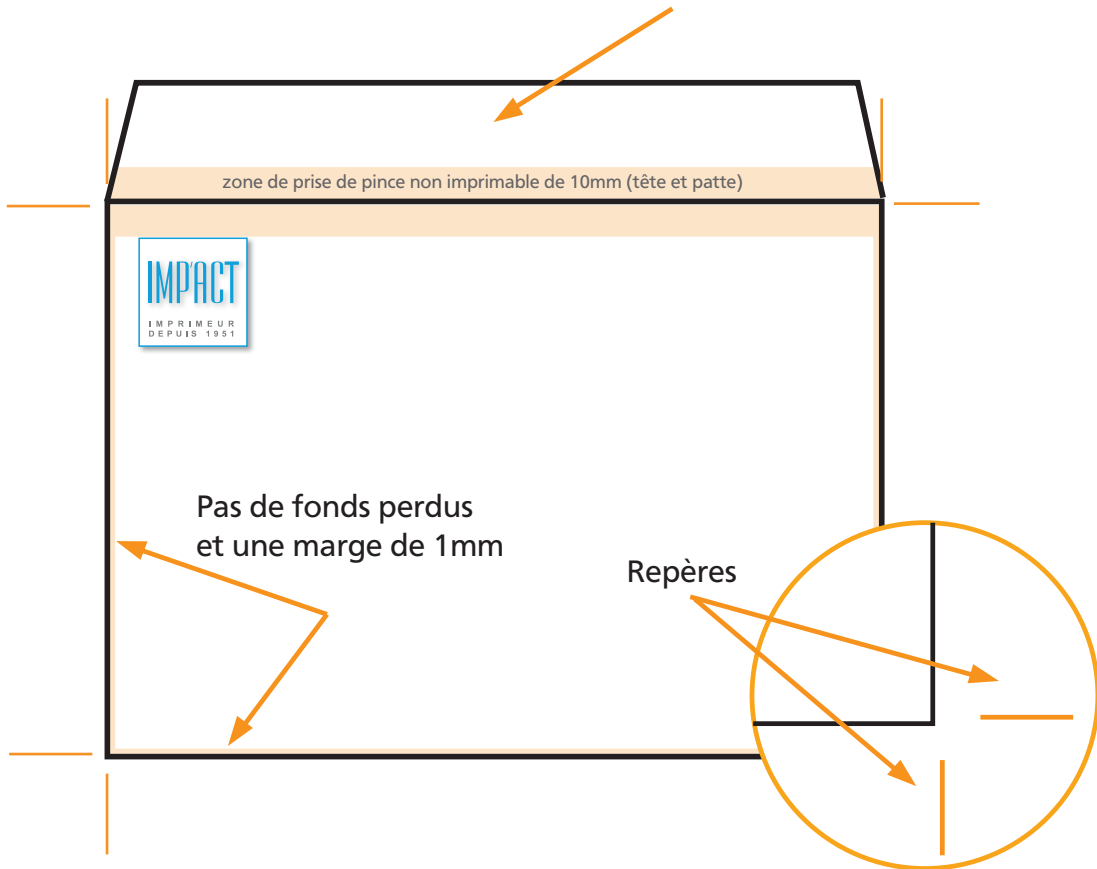 zone de prise de pince non imprimable de 10mm (tête et patte)
IMP'ACT
IMPRIMEUR
DEPUIS 1951
Pas de fonds perdus
et une marge de 1mm
Repères